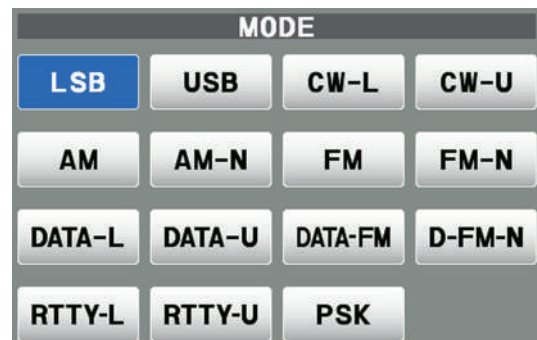 MODE
LSB USB CW-L CW-U
AM AM-N FM FM-N
DATA-L DATA-U DATA-FM D-FM-N
RTTY-L RTTY-U PSK